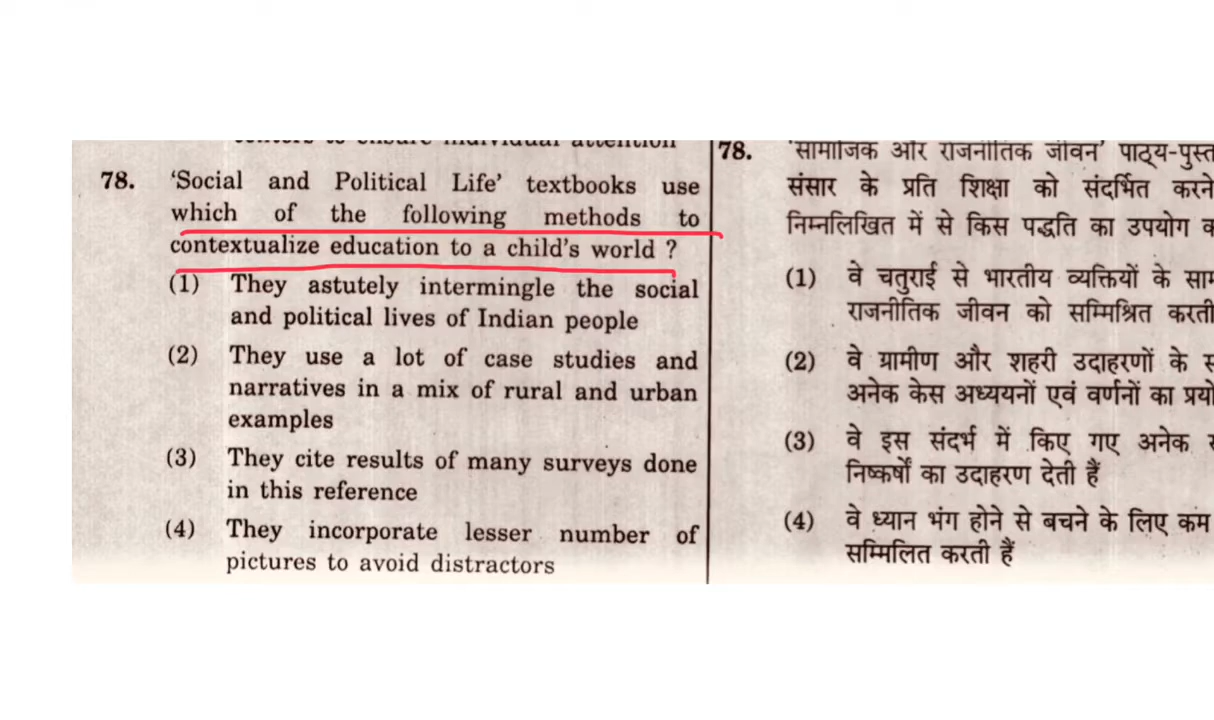 78. 'Social and Political Life' textbooks use
which of the following methods to
contextualize education to a child's world ?
(1) They astutely intermingle the social
and political lives of Indian people
(2) They use a lot of case studies and
narratives in a mix of rural and urban
examples
(3) They cite results of many surveys done
in this reference
(4) They incorporate lesser number of
pictures to avoid distractors
78. 'सामाजिक और राजनीतिक जीवन' पाठ्य-पुस्त
संसार के प्रति शिक्षा को संदर्भित करने
निम्नलिखित में से किस पद्धति का उपयोग
(1) वे चतुराई से भारतीय व्यक्तियों के
राजनीतिक जीवन को सम्मिश्रित करती
(2) वे ग्रामीण और शहरी उदाहरणों के
अनेक केस अध्ययनों एवं वर्णनों का
(3) वे इस संदर्भ में किए गए अनेक
निष्कर्षों का उदाहरण देती हैं
(4) वे ध्यान भंग होने से बचने के लिए कम
सम्मिलित करती हैं